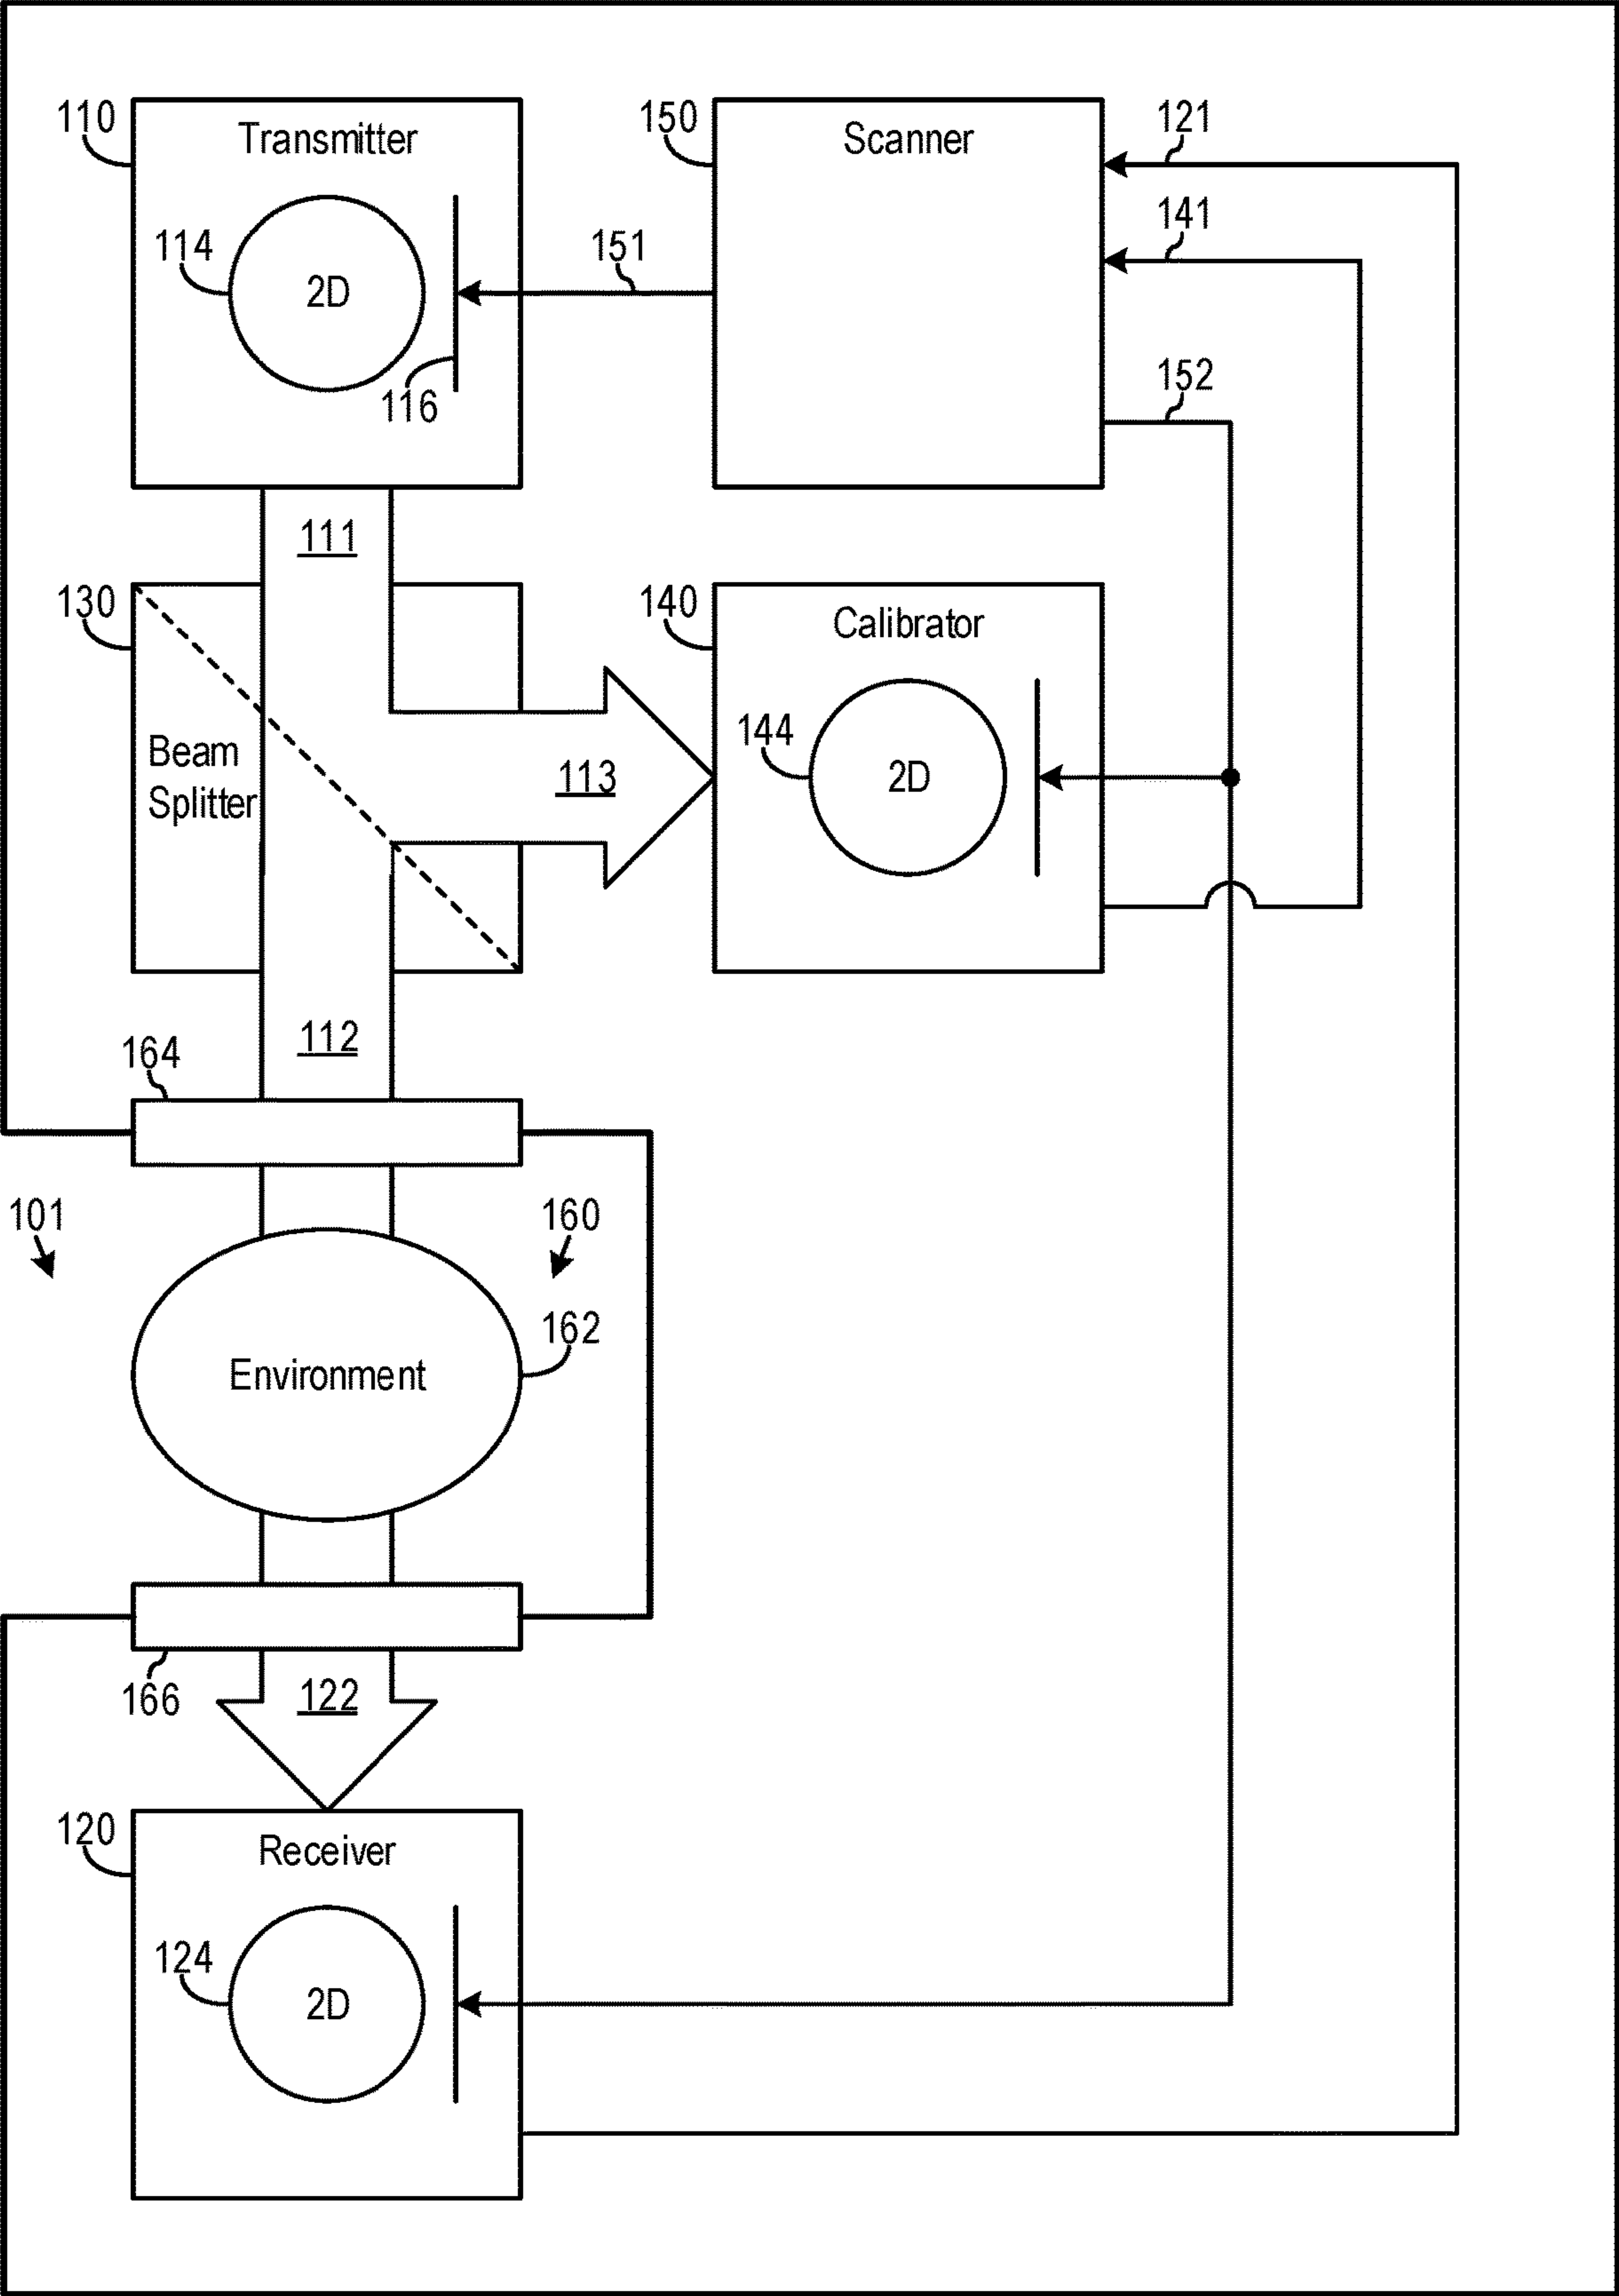 110
Transmitter
150
Scanner
121
114
2D
151
141
116
152
111
130
140
Calibrator
Beam
Splitter
113
144
2D
112
164
101
160
162
Environment
166
122
120
Receiver
124
2D